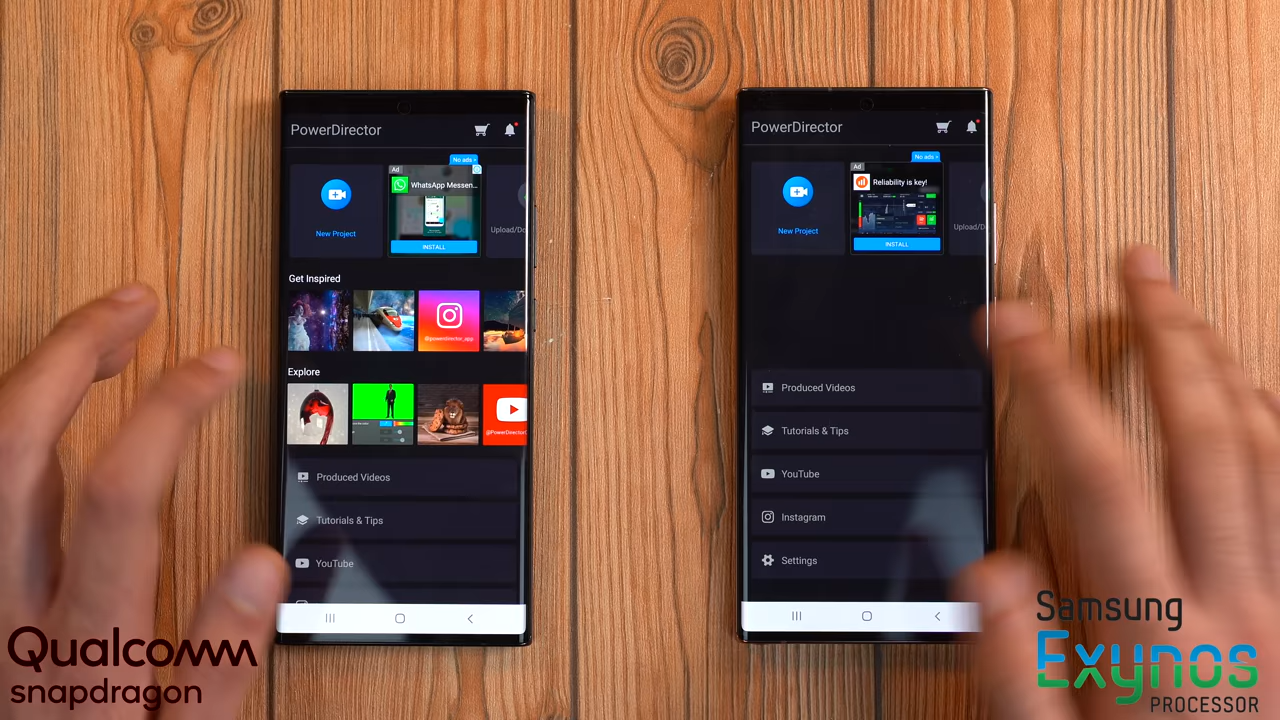 PowerDirector
No ads ›
Ad
WhatsApp Messen...
New Project
INSTALL
Upload/Do
Get Inspired
@powerdirector_app
Explore
Produced Videos
Tutorials & Tips
YouTube
Qualcomm
snapdragon
PowerDirector
No ads ›
Ad
Reliability is key!
New Project
INSTALL
Upload/D
Produced Videos
Tutorials & Tips
YouTube
Instagram
Settings
Samsung
Exynos
PROCESSOR